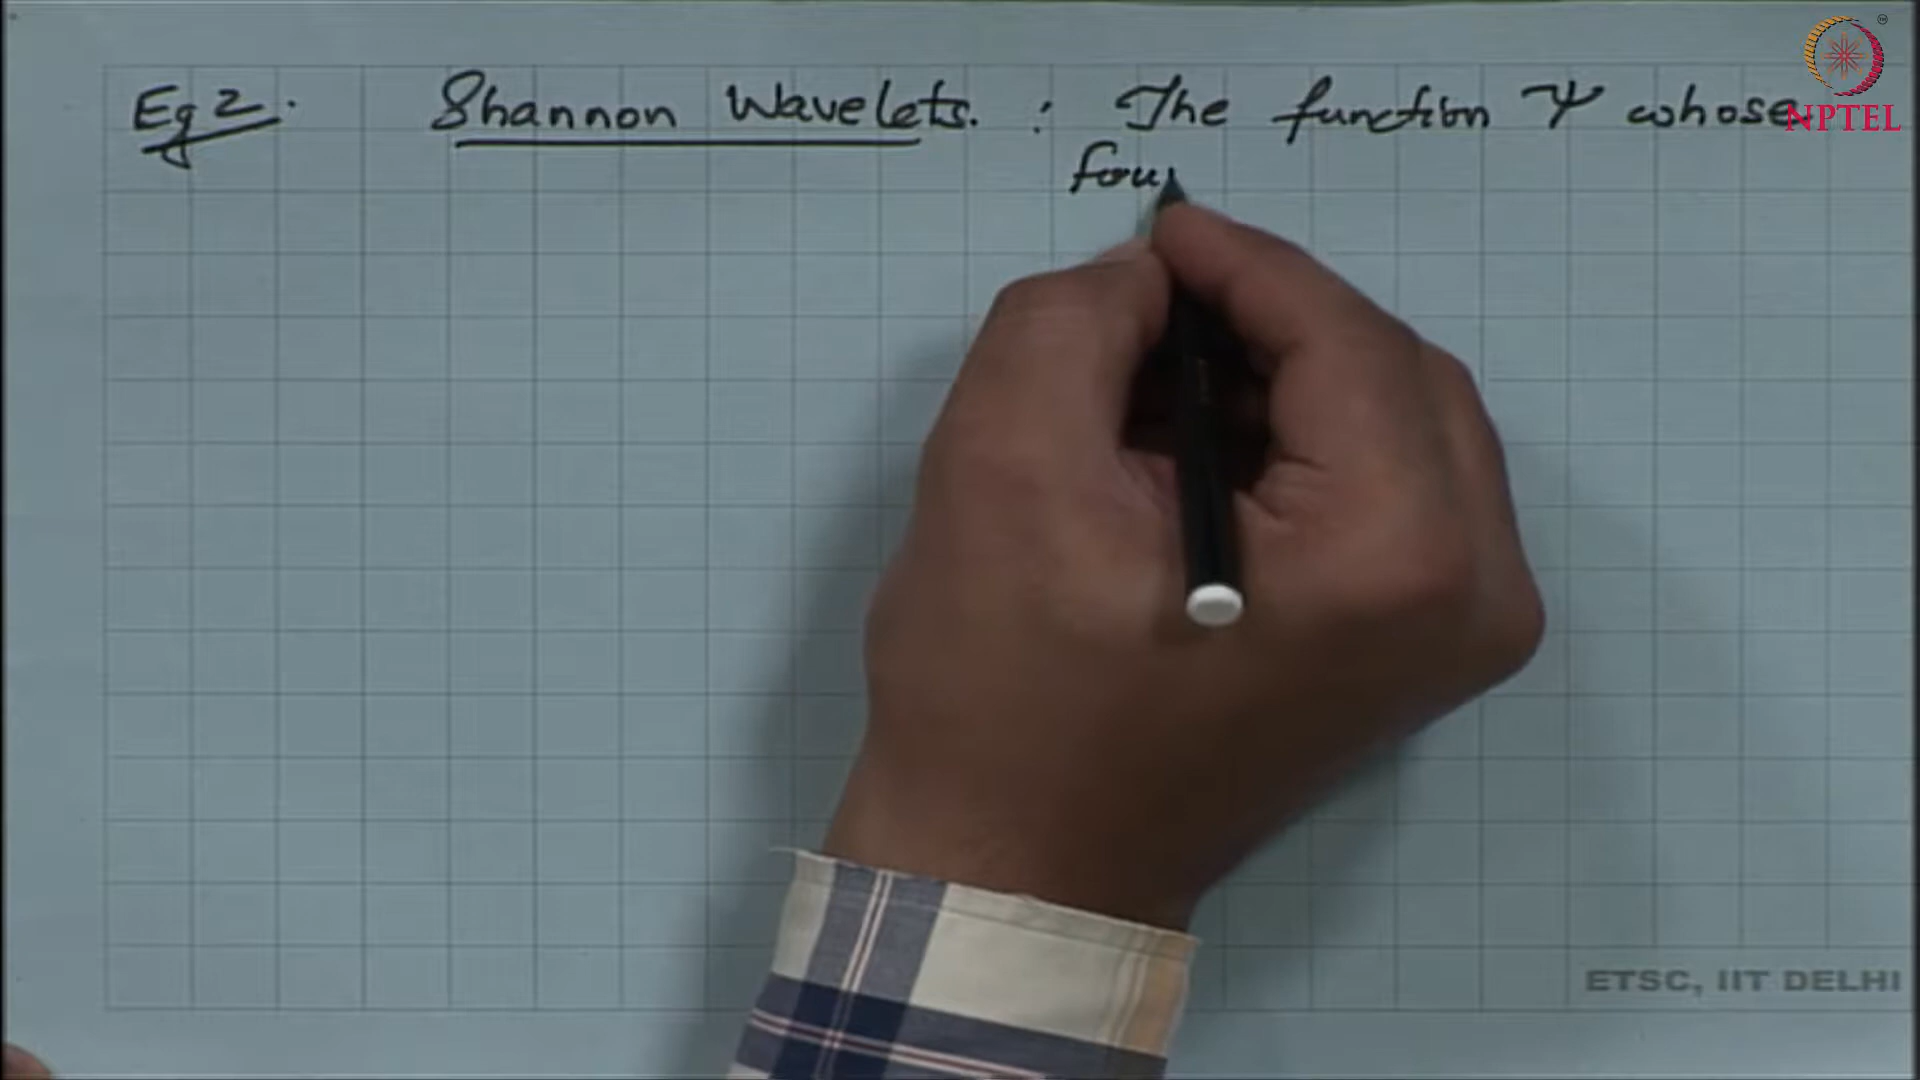 Eg 2. Shannon Wavelets. : The function ψ whose
fou
NPTEL
ETSC, IIT DELHI